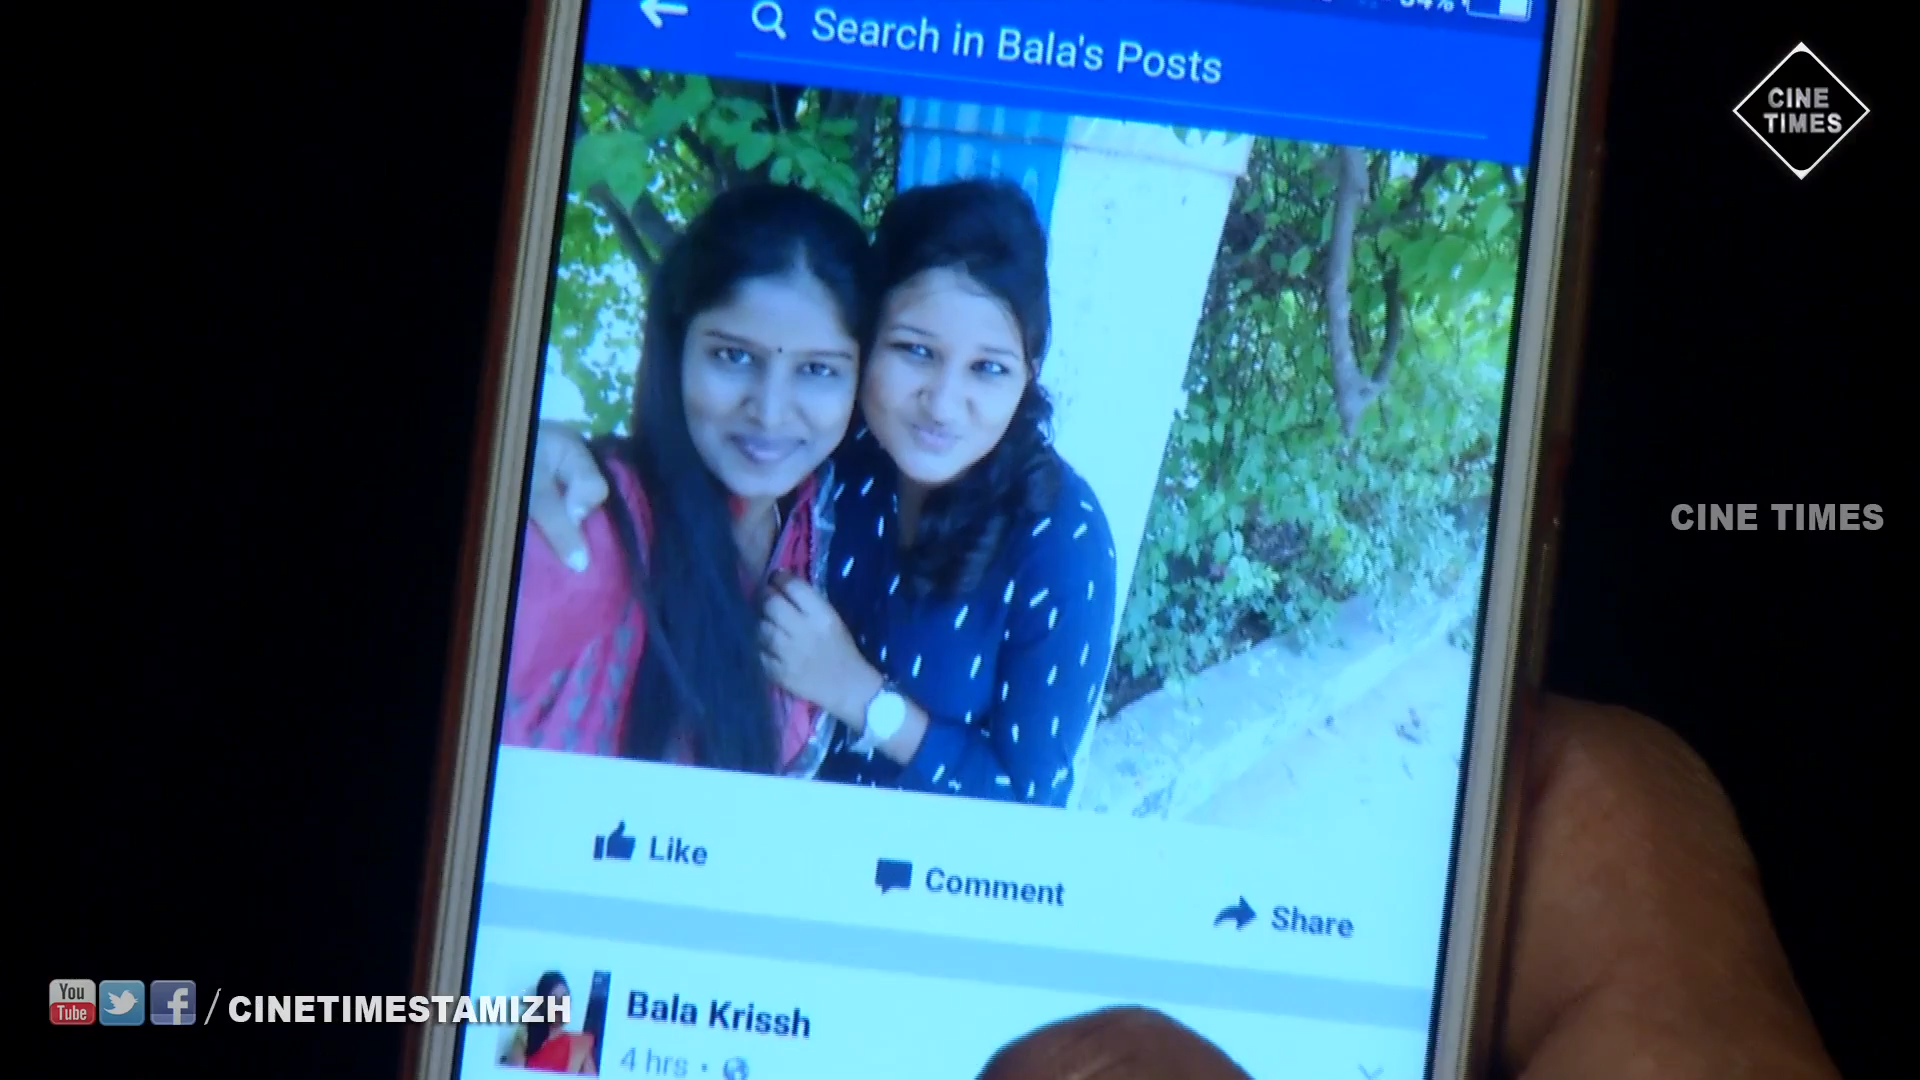 Search in Bala's Posts
CINE
TIMES
CINE TIMES
Like
Comment
Share
Bala Krissh
4 hrs
You
Tube
/ CINETIMESTAMIZH